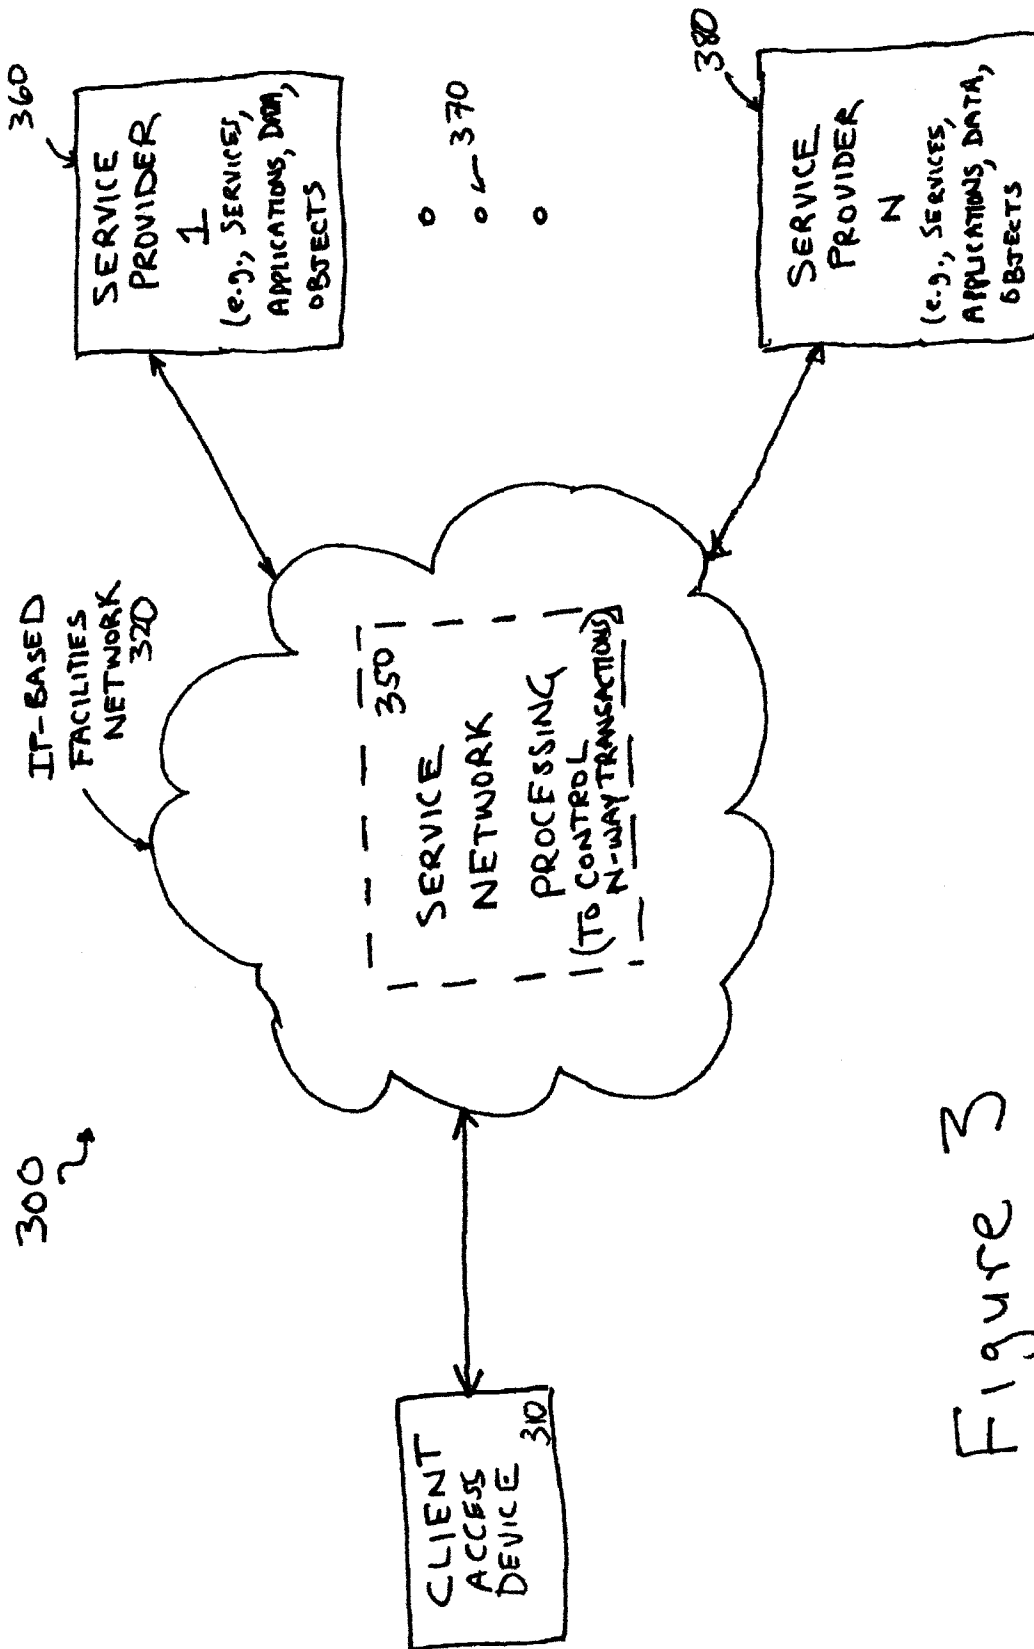 300
IT-BASED
FACILITIES
NETWORK
320
360
SERVICE
PROVIDER
1
(e.g., SERVICES,
APPLICATIONS, DATA,
OBJECTS
370
380
SERVICE
PROVIDER
N
(e.g., SERVICES,
APPLICATIONS, DATA,
OBJECTS
350
SERVICE
NETWORK
PROCESSING
(TO CONTROL
N-WAY TRANSACTIONS)
CLIENT
ACCESS
DEVICE
310
Figure 3